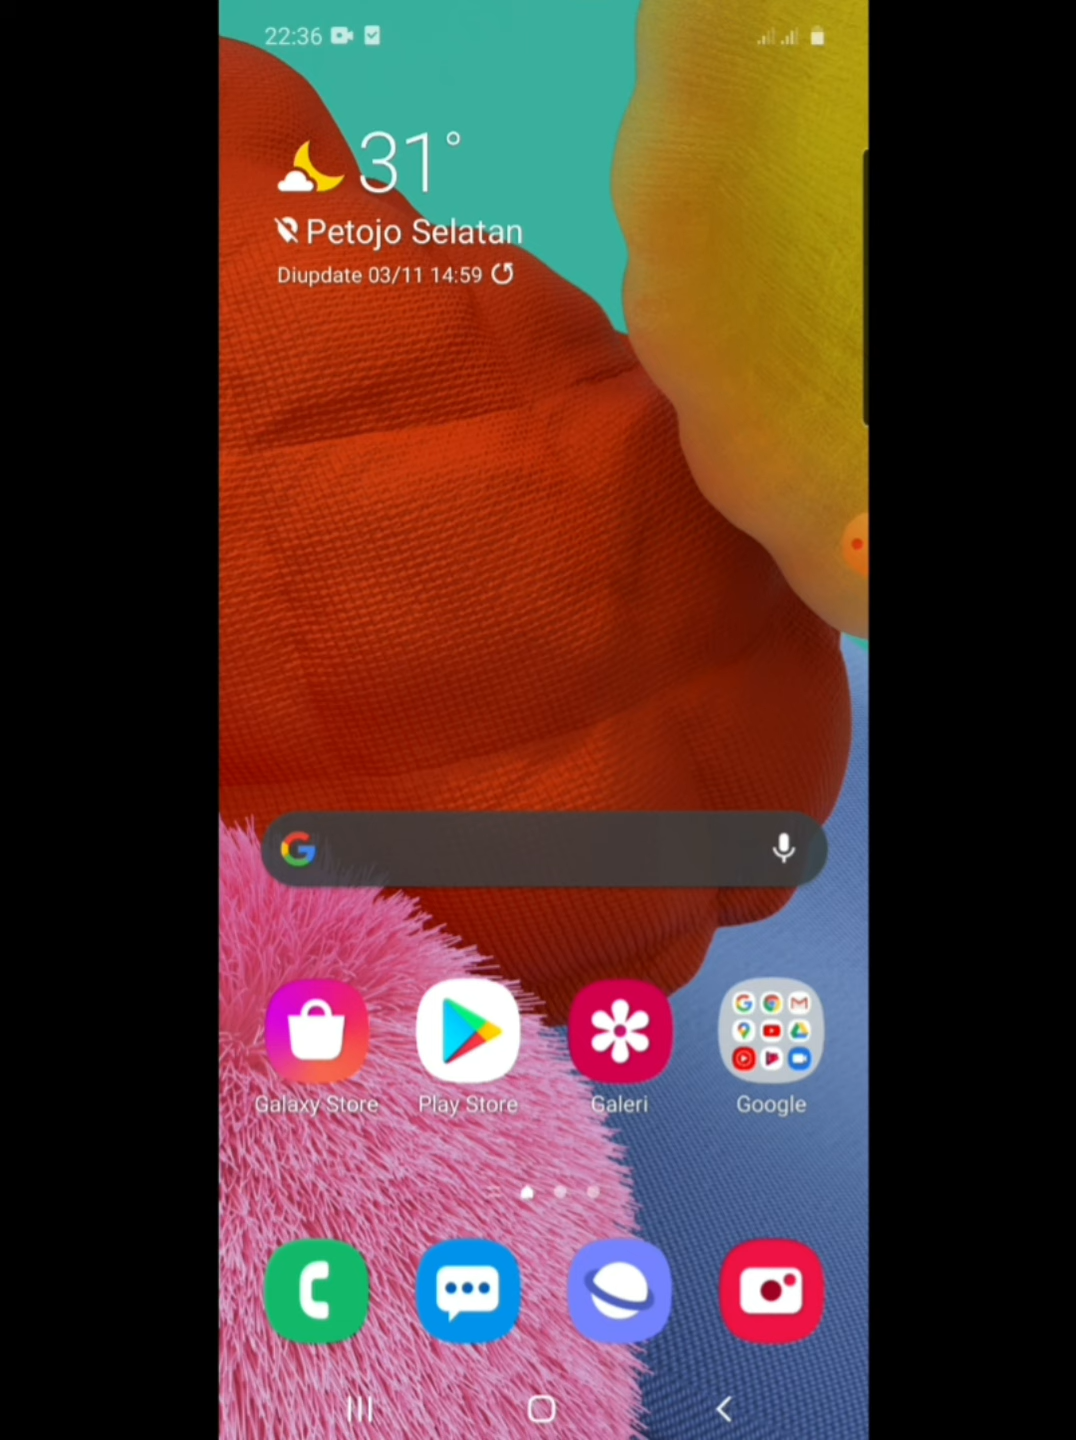 22:36
31°
Petojo Selatan
Diupdate 03/11 14:59
Galaxy Store
Play Store
Galeri
Google